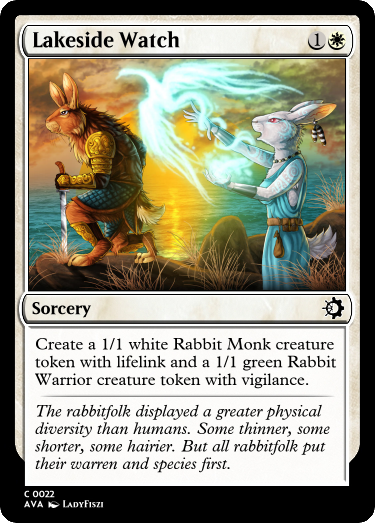 Lakeside Watch 1
Sorcery
Create a 1/1 white Rabbit Monk creature
token with lifelink and a 1/1 green Rabbit
Warrior creature token with vigilance.
The rabbitfolk displayed a greater physical
diversity than humans. Some thinner, some
shorter, some hairier. But all rabbitfolk put
their warren and species first.
C 0022
AVA LadyFiszi